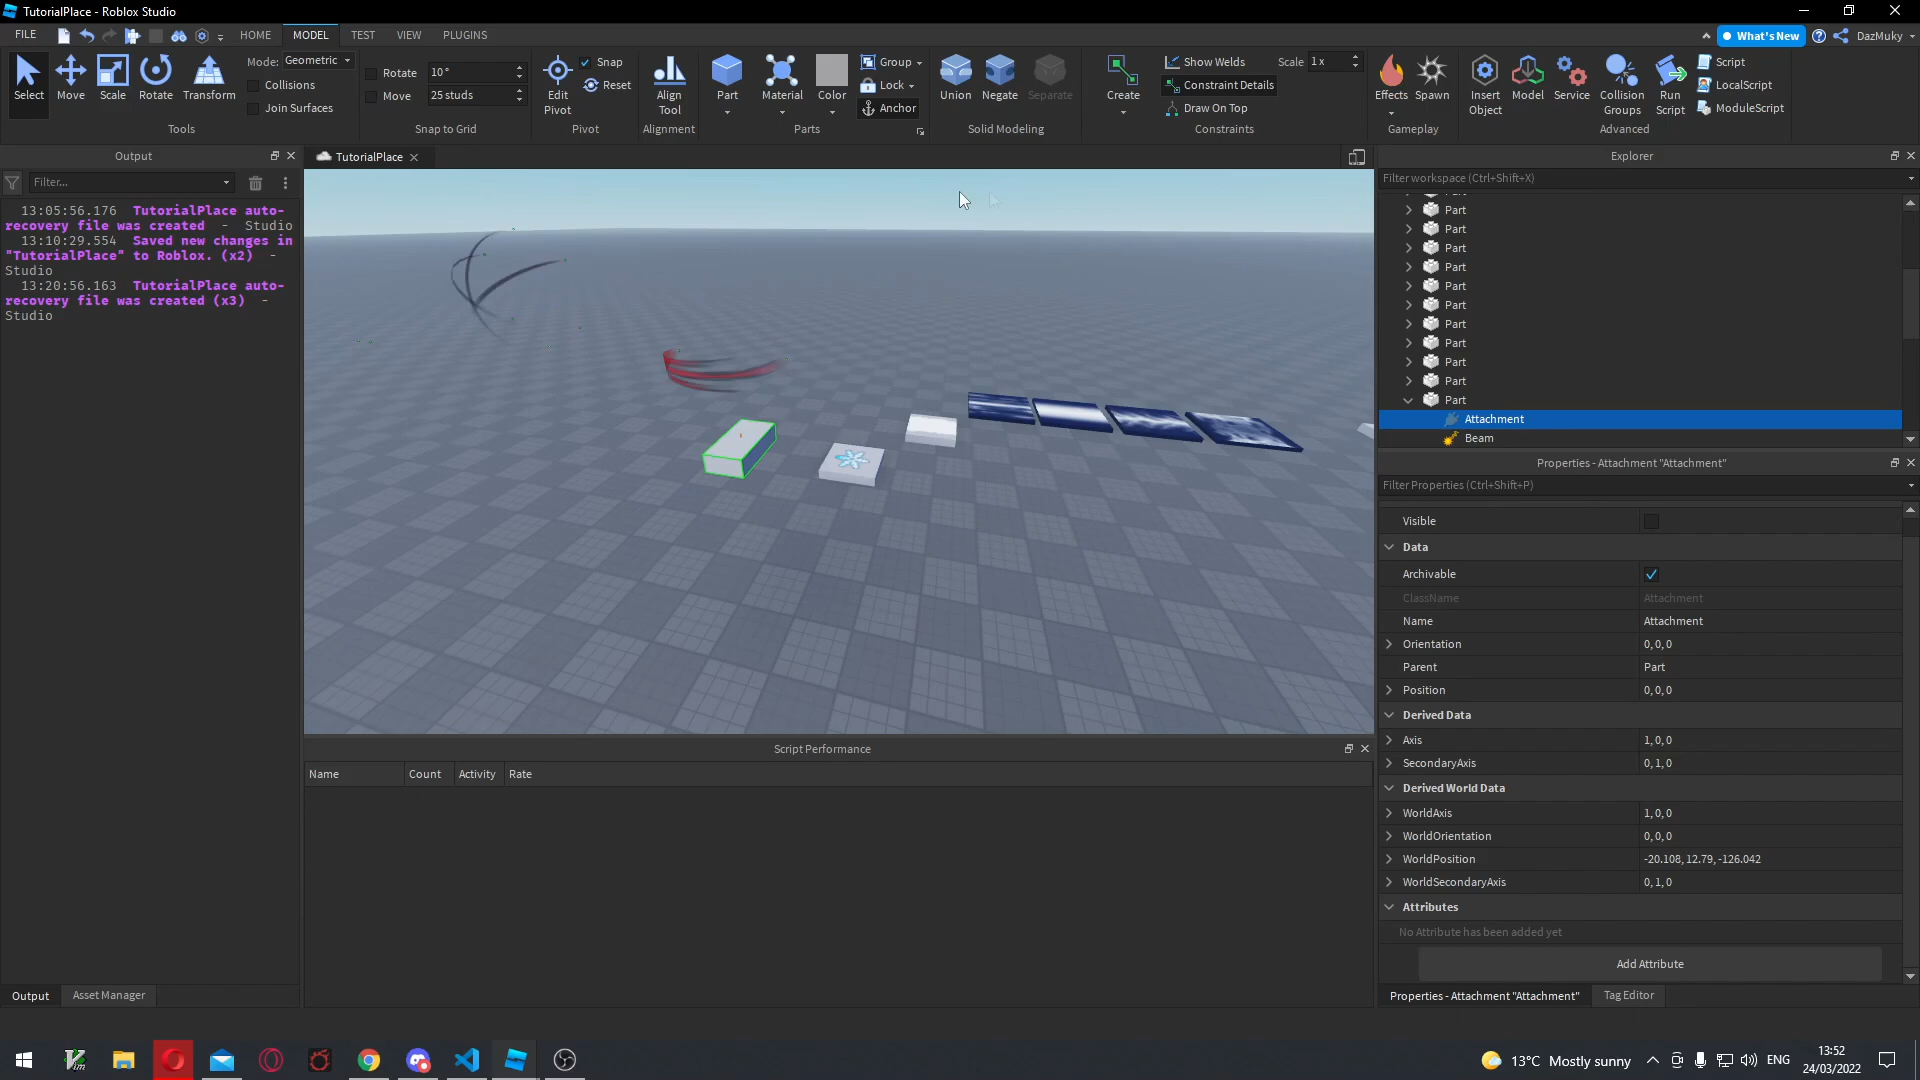 TutorialPlace - Roblox Studio
FILE
HOME
MODEL
TEST
VIEW
PLUGINS
What's New
DazMuky
Select
Move
Scale
Rotate
Transform
Mode: Geometric
Collisions
Join Surfaces
Tools
Rotate 10°
Move 25 studs
Snap to Grid
Edit
Pivot
Snap
Reset
Pivot
Align
Tool
Alignment
Part
Material
Color
Group
Lock
Anchor
Parts
Union
Negate
Separate
Solid Modeling
Create
Show Welds
Scale 1 x
Constraint Details
Draw On Top
Constraints
Effects
Spawn
Gameplay
Insert
Object
Model
Service
Collision
Groups
Run
Script
Script
LocalScript
ModuleScript
Advanced
Output
Filter...
13:05:56.176 TutorialPlace auto-
recovery file was created - Studio
13:10:29.554 Saved new changes in
"TutorialPlace" to Roblox. (x2) -
Studio
13:20:56.163 TutorialPlace auto-
recovery file was created (x3) -
Studio
Output
Asset Manager
TutorialPlace
Script Performance
Name
Count
Activity
Rate
Explorer
Filter workspace (Ctrl+Shift+X)
Part
Part
Part
Part
Part
Part
Part
Part
Part
Part
Part
Part
Attachment
Beam
Properties - Attachment "Attachment"
Filter Properties (Ctrl+Shift+P)
Visible
Data
Archivable
ClassName Attachment
Name Attachment
Orientation 0, 0, 0
Parent Part
Position 0, 0, 0
Derived Data
Axis 1, 0, 0
SecondaryAxis 0, 1, 0
Derived World Data
WorldAxis 1, 0, 0
WorldOrientation 0, 0, 0
WorldPosition -20.108, 12.79, -126.042
WorldSecondaryAxis 0, 1, 0
Attributes
No Attribute has been added yet
Add Attribute
Properties - Attachment "Attachment"
Tag Editor
13°C Mostly sunny
ENG
13:52
24/03/2022